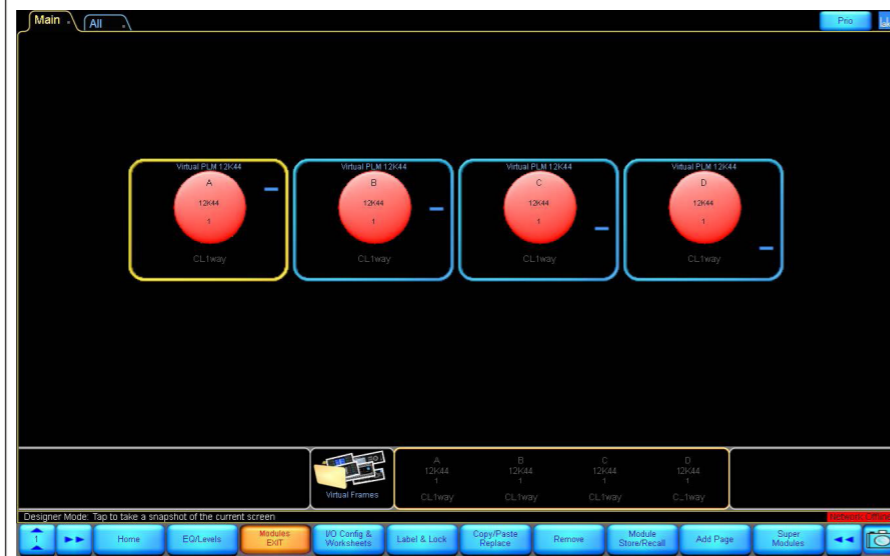 Main
All
Prio
Virtual PLM 12K44
A
12K44
1
CL1way
Virtual PLM 12K44
B
12K44
1
CL1way
Virtual PLM 12K44
C
12K44
1
CL1way
Virtual PLM 12K44
D
12K44
1
CL1way
Virtual Frames
A
12K44
1
CL1way
B
12K44
1
CL1way
C
12K44
1
CL1way
D
12K44
1
CL1way
Designer Mode: Tap to take a snapshot of the current screen
Network: Offline
1
Home
EQ/Levels
Modules
EXIT
I/O Config &
Worksheets
Label & Lock
Copy/Paste
Replace
Remove
Module
Store/Recall
Add Page
Super
Modules